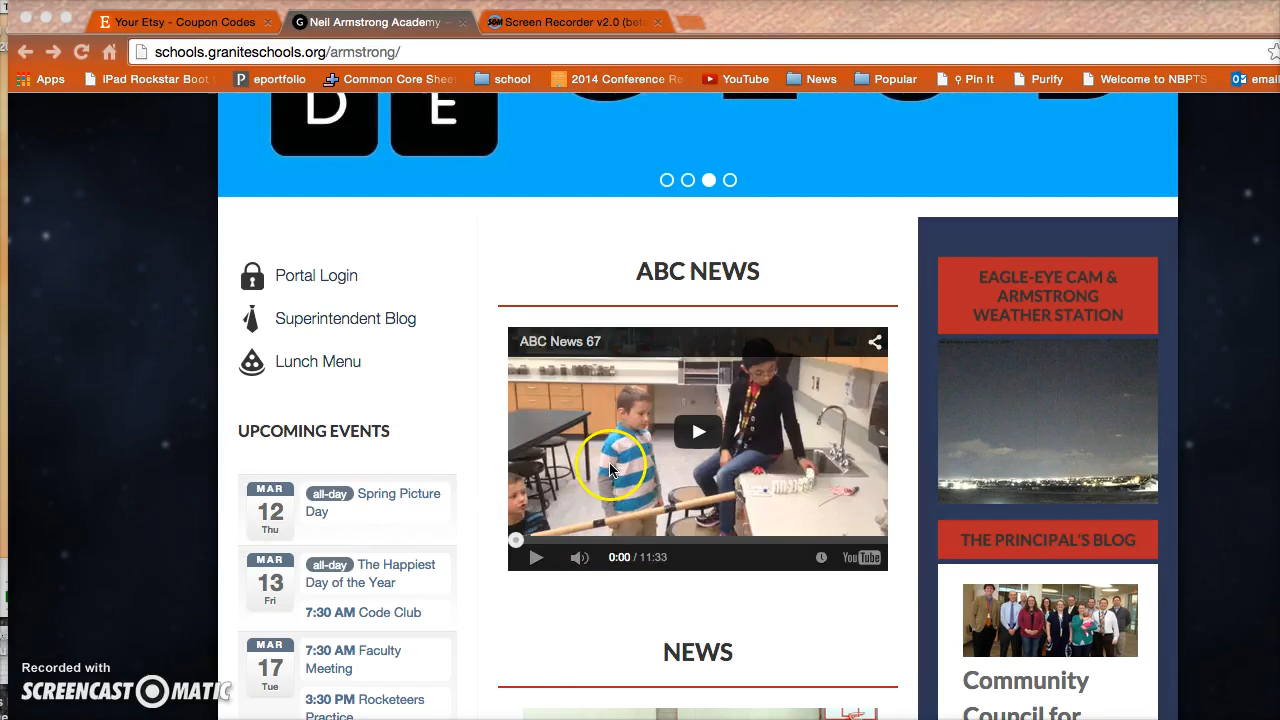 Your Etsy - Coupon Codes
Neil Armstrong Academy
Screen Recorder v2.0 (bet
schools.graniteschools.org/armstrong/
Apps
iPad Rockstar Boot
eportfolio
Common Core Shee
school
2014 Conference Re
YouTube
News
Popular
Pin It
Purify
Welcome to NBPTS
email
D E
Portal Login
Superintendent Blog
Lunch Menu
UPCOMING EVENTS
MAR
12
Thu
all-day Spring Picture
Day
MAR
13
Fri
all-day The Happiest
Day of the Year
7:30 AM Code Club
MAR
17
Tue
7:30 AM Faculty
Meeting
3:30 PM Rocketeers
Practice
ABC NEWS
ABC News 67
0:00 / 11:33
YouTube
NEWS
EAGLE-EYE CAM &
ARMSTRONG
WEATHER STATION
THE PRINCIPAL'S BLOG
Community
Council for
Recorded with
SCREENCAST MATIC